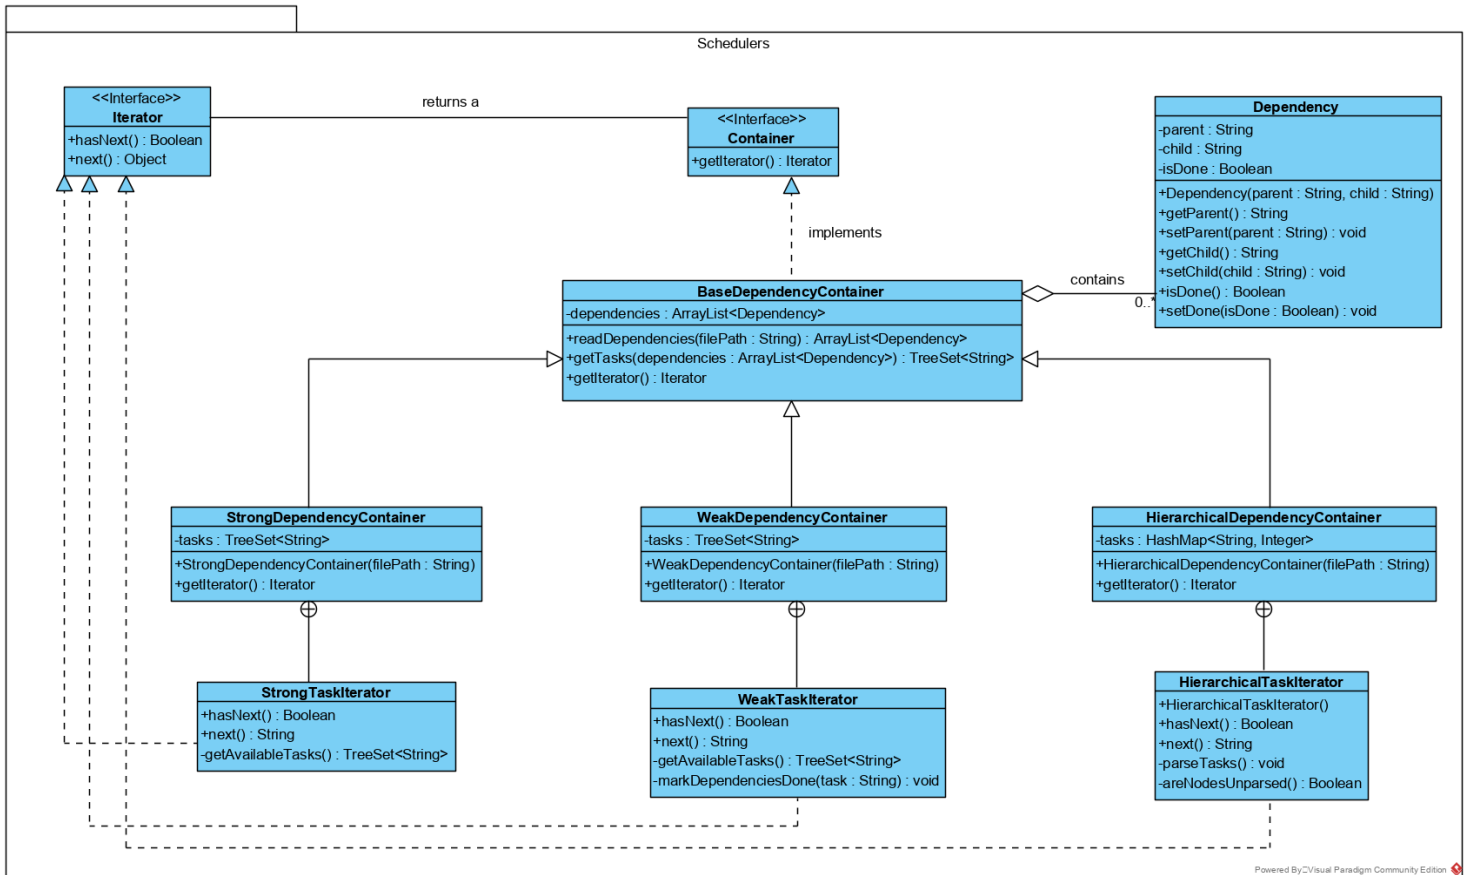 Schedulers
<<Interface>>
Iterator
+hasNext() : Boolean
+next() : Object
returns a
<<Interface>>
Container
+getIterator() : Iterator
implements
Dependency
-parent : String
-child : String
-isDone : Boolean
+Dependency(parent : String, child : String)
+getParent() : String
+setParent(parent : String) : void
+getChild() : String
+setChild(child : String) : void
+isDone() : Boolean
+setDone(isDone : Boolean) : void
contains
0..*
BaseDependencyContainer
-dependencies : ArrayList<Dependency>
+readDependencies(filePath : String) : ArrayList<Dependency>
+getTasks(dependencies : ArrayList<Dependency>) : TreeSet<String>
+getIterator() : Iterator
StrongDependencyContainer
-tasks : TreeSet<String>
+StrongDependencyContainer(filePath : String)
+getIterator() : Iterator
WeakDependencyContainer
-tasks : TreeSet<String>
+WeakDependencyContainer(filePath : String)
+getIterator() : Iterator
HierarchicalDependencyContainer
-tasks : HashMap<String, Integer>
+HierarchicalDependencyContainer(filePath : String)
+getIterator() : Iterator
StrongTaskIterator
+hasNext() : Boolean
+next() : String
-getAvailableTasks() : TreeSet<String>
WeakTaskIterator
+hasNext() : Boolean
+next() : String
-getAvailableTasks() : TreeSet<String>
-markDependenciesDone(task : String) : void
HierarchicalTaskIterator
+HierarchicalTaskIterator()
+hasNext() : Boolean
+next() : String
-parseTasks() : void
-areNodesUnparsed() : Boolean
Powered By Visual Paradigm Community Edition